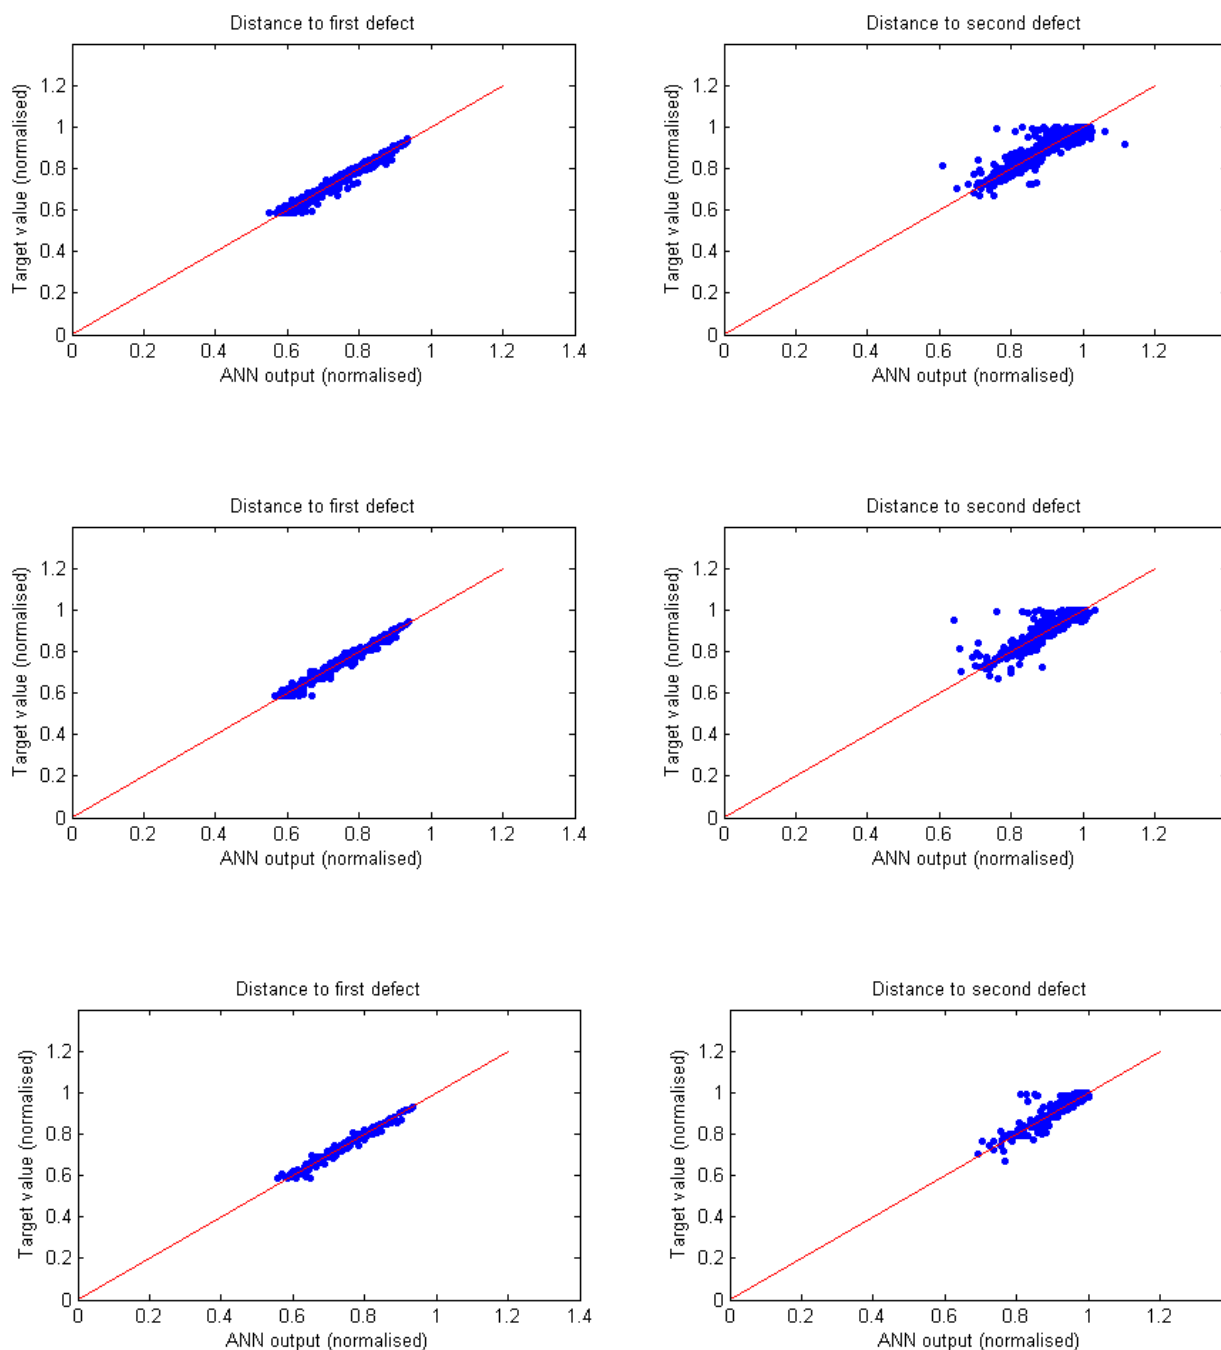 Distance to first defect
Target value (normalised)
1.2
1
0.8
0.6
0.4
0.2
0
0 0.2 0.4 0.6 0.8 1 1.2 1.4
ANN output (normalised)
Distance to second defect
Target value (normalised)
1.2
1
0.8
0.6
0.4
0.2
0
0 0.2 0.4 0.6 0.8 1 1.2
ANN output (normalised)
Distance to first defect
Target value (normalised)
1.2
1
0.8
0.6
0.4
0.2
0
0 0.2 0.4 0.6 0.8 1 1.2 1.4
ANN output (normalised)
Distance to second defect
Target value (normalised)
1.2
1
0.8
0.6
0.4
0.2
0
0 0.2 0.4 0.6 0.8 1 1.2
ANN output (normalised)
Distance to first defect
Target value (normalised)
1.2
1
0.8
0.6
0.4
0.2
0
0 0.2 0.4 0.6 0.8 1 1.2 1.4
ANN output (normalised)
Distance to second defect
Target value (normalised)
1.2
1
0.8
0.6
0.4
0.2
0
0 0.2 0.4 0.6 0.8 1 1.2
ANN output (normalised)